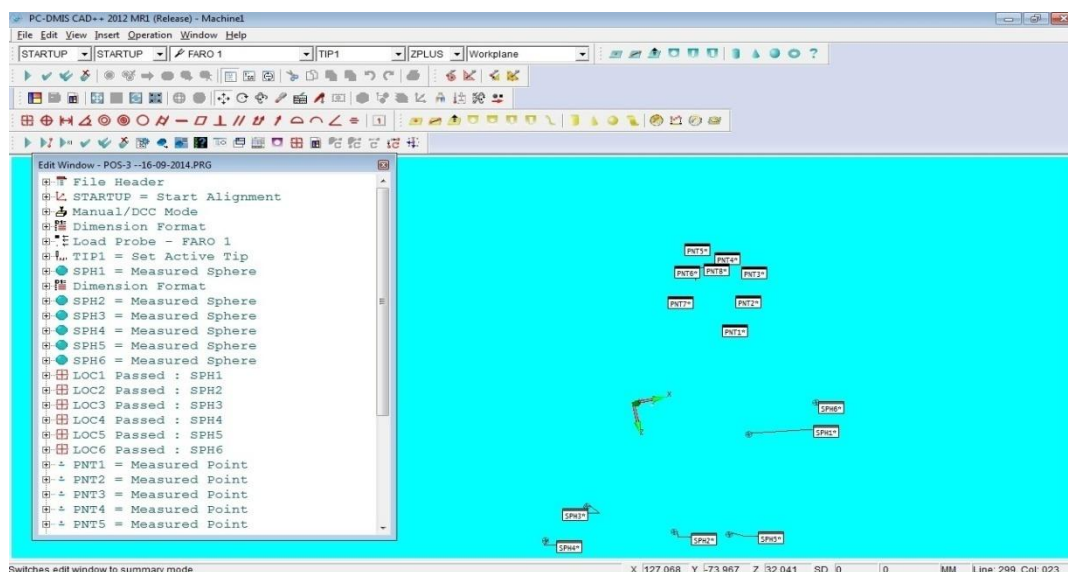 PC-DMIS CAD++ 2012 MR1 (Release) - Machine1
File Edit View Insert Operation Window Help
STARTUP STARTUP FARO 1 TIP1 ZPLUS Workplane
Edit Window - POS-3 --16-09-2014.PRG
File Header
STARTUP = Start Alignment
Manual/DCC Mode
Dimension Format
Load Probe - FARO 1
TIP1 = Set Active Tip
SPH1 = Measured Sphere
Dimension Format
SPH2 = Measured Sphere
SPH3 = Measured Sphere
SPH4 = Measured Sphere
SPH5 = Measured Sphere
SPH6 = Measured Sphere
LOC1 Passed : SPH1
LOC2 Passed : SPH2
LOC3 Passed : SPH3
LOC4 Passed : SPH4
LOC5 Passed : SPH5
LOC6 Passed : SPH6
PNT1 = Measured Point
PNT2 = Measured Point
PNT3 = Measured Point
PNT4 = Measured Point
PNT5 = Measured Point
PNT5*
PNT4*
PNT6* PNT8* PNT3*
PNT7* PNT2*
PNT1*
X
Z
SPH6*
SPH1*
SPH3*
SPH4* SPH2* SPH5*
Switches edit window to summary mode X 127.068 Y -73.967 Z 32.041 SD 0 0 MM Line: 299, Col: 023